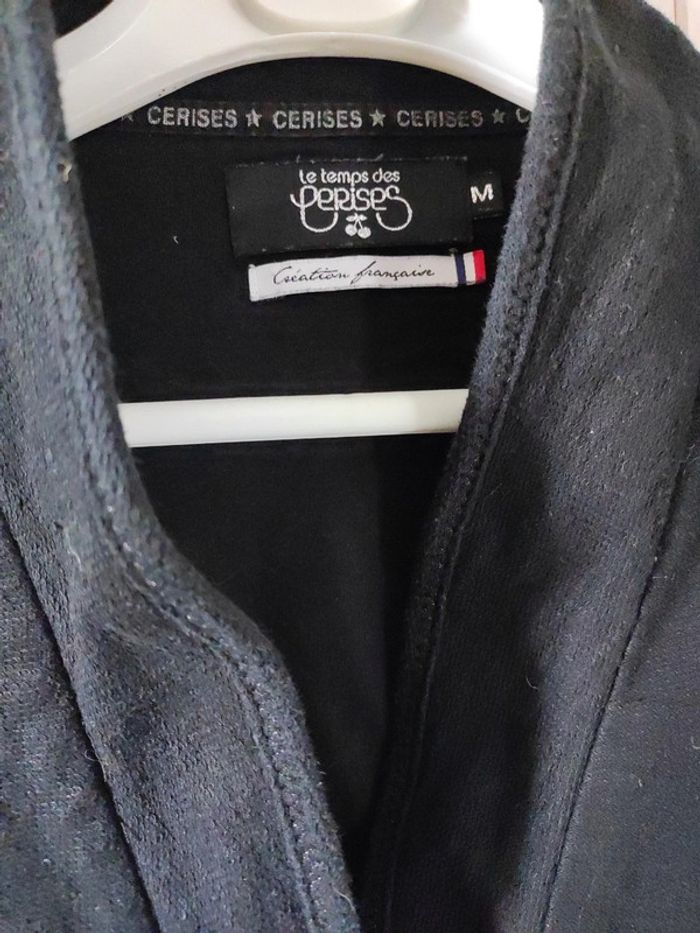 ★ CERISES ★ CERISES ★ CERISES ★ C
Le temps des
Cerises
M
Création française